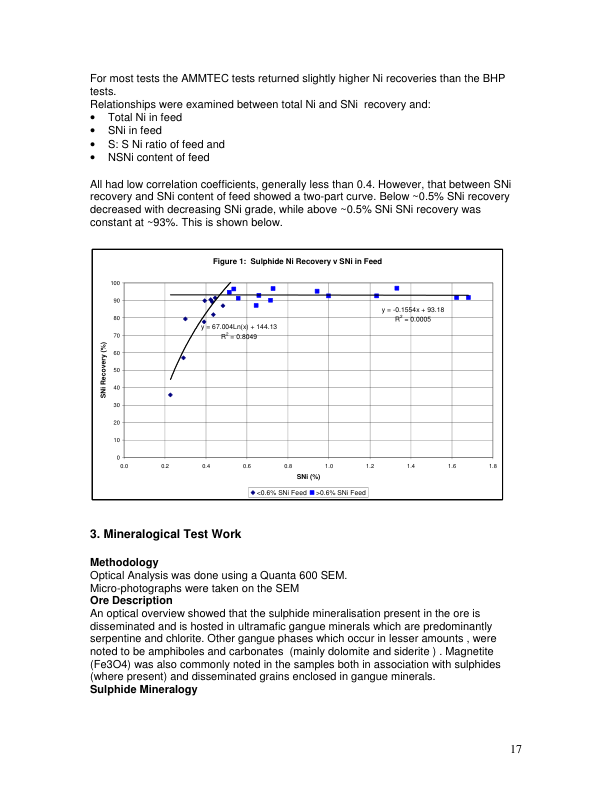 For most tests the AMMTEC tests returned slightly higher Ni recoveries than the BHP
tests.
Relationships were examined between total Ni and SNi  recovery and:
• Total Ni in feed
• SNi in feed
• S: S Ni ratio of feed and
• NSNi content of feed
All had low correlation coefficients, generally less than 0.4. However, that between SNi
recovery and SNi content of feed showed a two-part curve. Below ~0.5% SNi recovery
decreased with decreasing SNi grade, while above ~0.5% SNi SNi recovery was
constant at ~93%. This is shown below.
Figure 1:  Sulphide Ni Recovery v SNi in Feed
SNi Recovery (%)
100
90
80
70
60
50
40
30
20
10
0
y = 67.004Ln(x) + 144.13
R² = 0.8049
y = -0.1554x + 93.18
R² = 0.0005
0.0 0.2 0.4 0.6 0.8 1.0 1.2 1.4 1.6 1.8
SNi (%)
<0.6% SNi Feed >0.6% SNi Feed
3. Mineralogical Test Work
Methodology
Optical Analysis was done using a Quanta 600 SEM.
Micro-photographs were taken on the SEM
Ore Description
An optical overview showed that the sulphide mineralisation present in the ore is
disseminated and is hosted in ultramafic gangue minerals which are predominantly
serpentine and chlorite. Other gangue phases which occur in lesser amounts , were
noted to be amphiboles and carbonates  (mainly dolomite and siderite ) . Magnetite
(Fe3O4) was also commonly noted in the samples both in association with sulphides
(where present) and disseminated grains enclosed in gangue minerals.
Sulphide Mineralogy
17